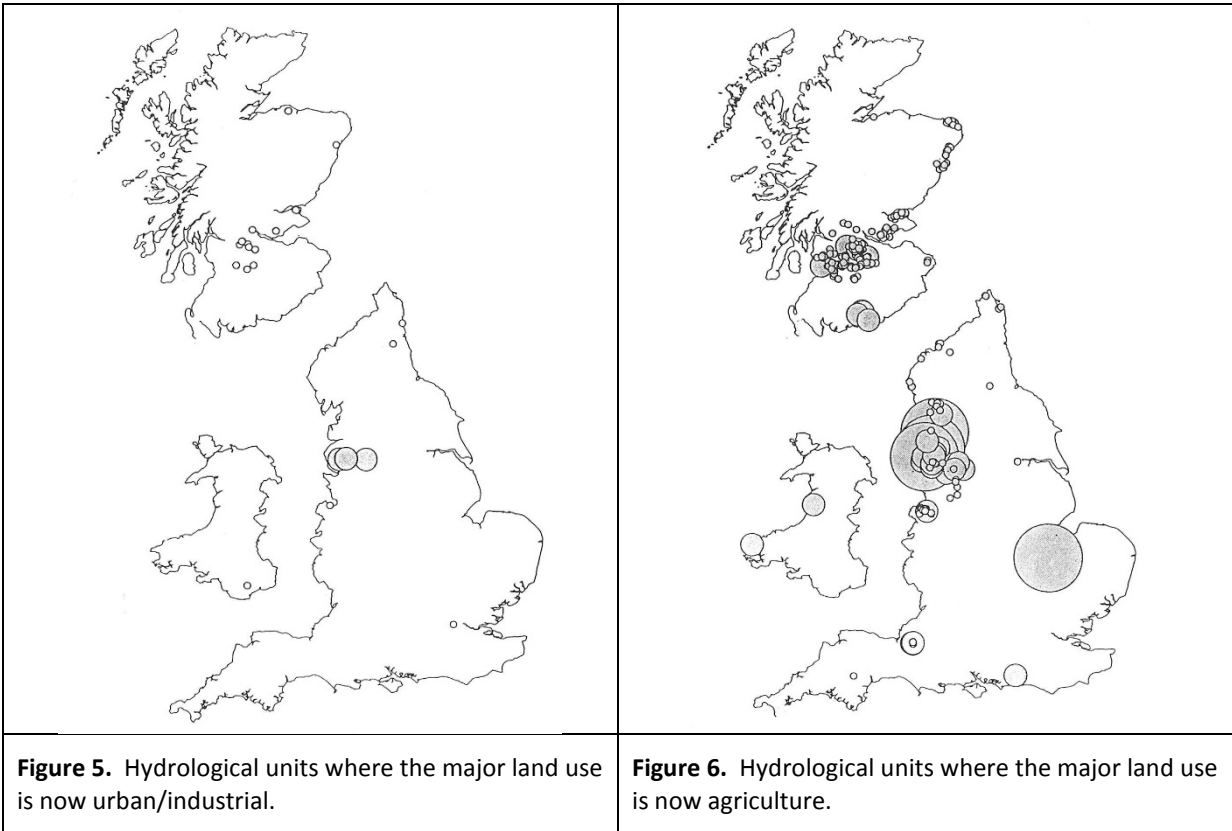 Figure 5. Hydrological units where the major land use
is now urban/industrial.
Figure 6. Hydrological units where the major land use
is now agriculture.